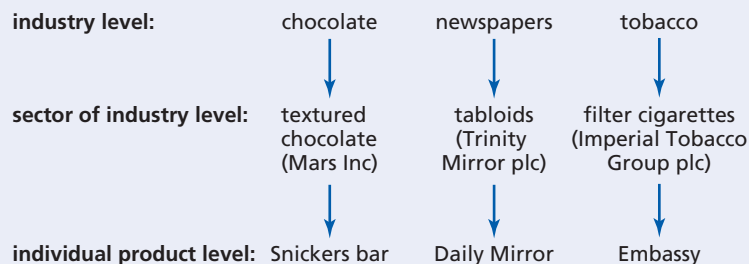 industry level: chocolate newspapers tobacco
sector of industry level: textured tabloids filter cigarettes
chocolate (Trinity (Imperial Tobacco
(Mars Inc) Mirror plc) Group plc)
individual product level: Snickers bar Daily Mirror Embassy